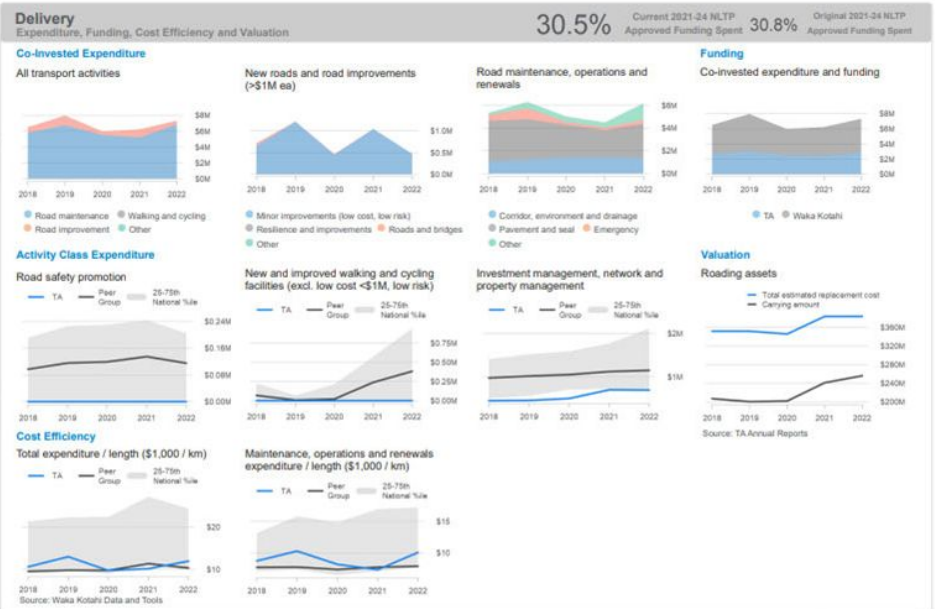 Delivery
Expenditure, Funding, Cost Efficiency and Valuation
30.5%
Current 2021-24 NLTP
Approved Funding Spent
30.8%
Original 2021-24 NLTP
Approved Funding Spent
Co-Invested Expenditure
All transport activities
$8M
$6M
$4M
$2M
$0M
2018 2019 2020 2021 2022
Road maintenance Walking and cycling
Road improvement Other
New roads and road improvements
(>$1M ea)
$1.0M
$0.5M
$0.0M
2018 2019 2020 2021 2022
Minor improvements (low cost, low risk)
Resilience and improvements Roads and bridges
Other
Road maintenance, operations and
renewals
$6M
$4M
$2M
$0M
2018 2019 2020 2021 2022
Corridor, environment and drainage
Pavement and seal Emergency
Other
Funding
Co-invested expenditure and funding
$8M
$6M
$4M
$2M
$0M
2018 2019 2020 2021 2022
TA Waka Kotahi
Activity Class Expenditure
Road safety promotion
TA Peer Group 25-75th National %ile
$0.24M
$0.16M
$0.08M
$0.00M
2018 2019 2020 2021 2022
New and improved walking and cycling
facilities (excl. low cost <$1M, low risk)
TA Peer Group 25-75th National %ile
$0.75M
$0.50M
$0.25M
$0.00M
2018 2019 2020 2021 2022
Investment management, network and
property management
TA Peer Group 25-75th National %ile
$2M
$1M
2018 2019 2020 2021 2022
Valuation
Roading assets
Total estimated replacement cost
Carrying amount
$360M
$320M
$280M
$240M
$200M
2018 2019 2020 2021 2022
Source: TA Annual Reports
Cost Efficiency
Total expenditure / length ($1,000 / km)
TA Peer Group 25-75th National %ile
$20
$10
2018 2019 2020 2021 2022
Source: Waka Kotahi Data and Tools
Maintenance, operations and renewals
expenditure / length ($1,000 / km)
TA Peer Group 25-75th National %ile
$15
$10
2018 2019 2020 2021 2022